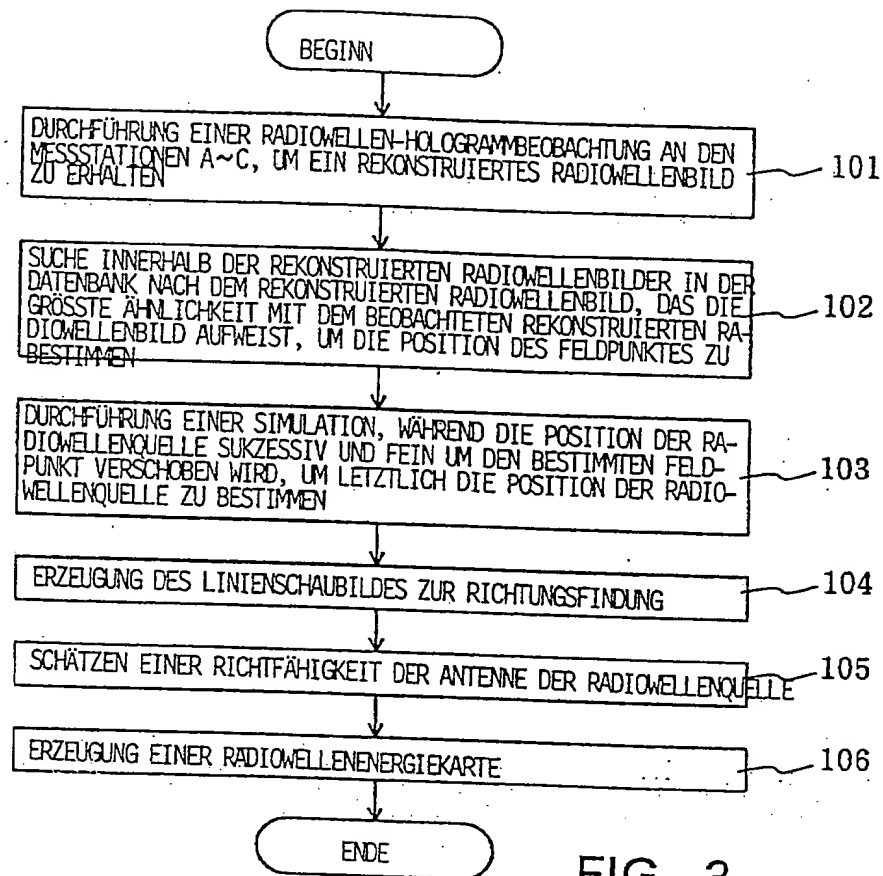 BEGINN
DURCHFÜHRUNG EINER RADIOWELLEN-HOLOGRAMMBEOBACHTUNG AN DEN
MESSSTATIONEN A~C, UM EIN REKONSTRUIERTES RADIOWELLENBILD
ZU ERHALTEN
101
SUCHE INNERHALB DER REKONSTRUIERTEN RADIOWELLENBILDER IN DER
DATENBANK NACH DEM REKONSTRUIERTEN RADIOWELLENBILD, DAS DIE
GRÖSSTE ÄHNLICHKEIT MIT DEM BEOBACHTETEN REKONSTRUIERTEN RA-
DIOWELLENBILD AUFWEIST, UM DIE POSITION DES FELDPUNKTES ZU
BESTIMMEN
102
DURCHFÜHRUNG EINER SIMULATION, WÄHREND DIE POSITION DER RA-
DIOWELLENQUELLE SUKZESSIV UND FEIN UM DEN BESTIMMTEN FELD-
PUNKT VERSCHOBEN WIRD, UM LETZTLICH DIE POSITION DER RADIO-
WELLENQUELLE ZU BESTIMMEN
103
ERZEUGUNG DES LINIENSCHAUBILDES ZUR RICHTUNGSFINDUNG
104
SCHÄTZEN EINER RICHTFÄHIGKEIT DER ANTENNE DER RADIOWELLENQUELLE
105
ERZEUGUNG EINER RADIOWELLENENERGIEKARTE
106
ENDE
FIG.